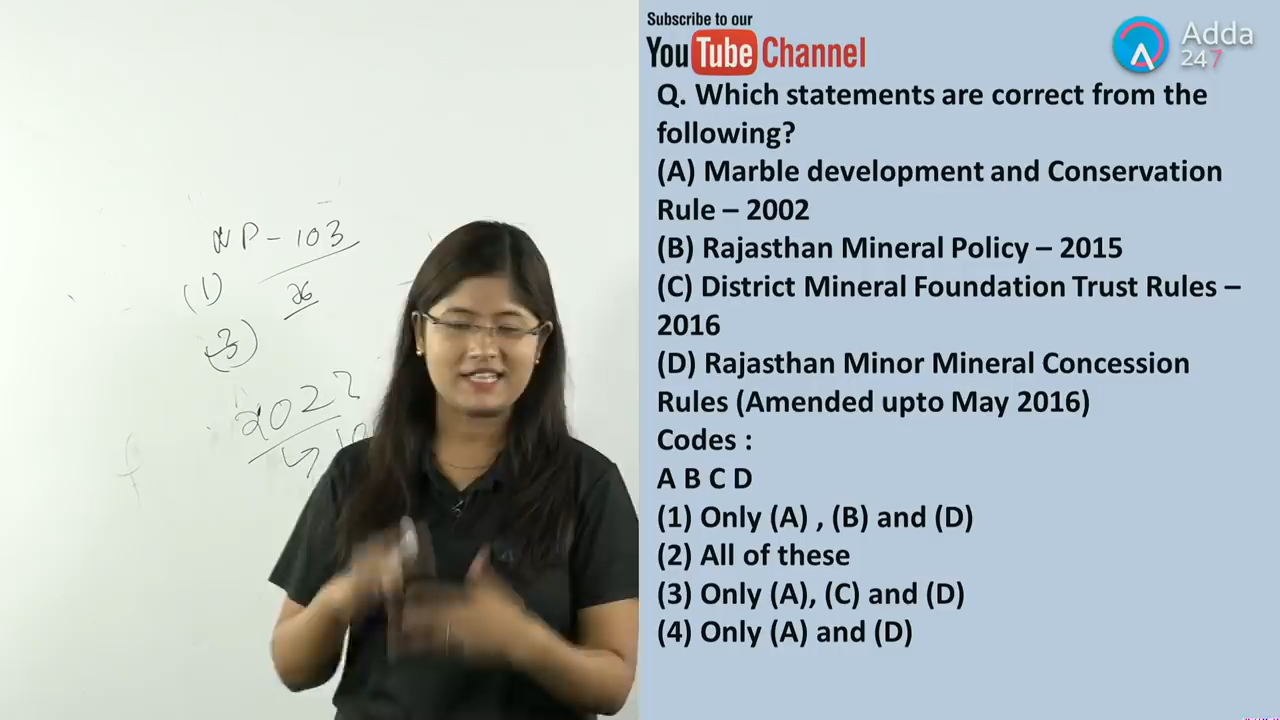 Subscribe to our
YouTube Channel
Adda
247
Q. Which statements are correct from the
following?
(A) Marble development and Conservation
Rule – 2002
(B) Rajasthan Mineral Policy – 2015
(C) District Mineral Foundation Trust Rules –
2016
(D) Rajasthan Minor Mineral Concession
Rules (Amended upto May 2016)
Codes :
A B C D
(1) Only (A) , (B) and (D)
(2) All of these
(3) Only (A), (C) and (D)
(4) Only (A) and (D)
NP - 103
(1) 26
(3)
2022